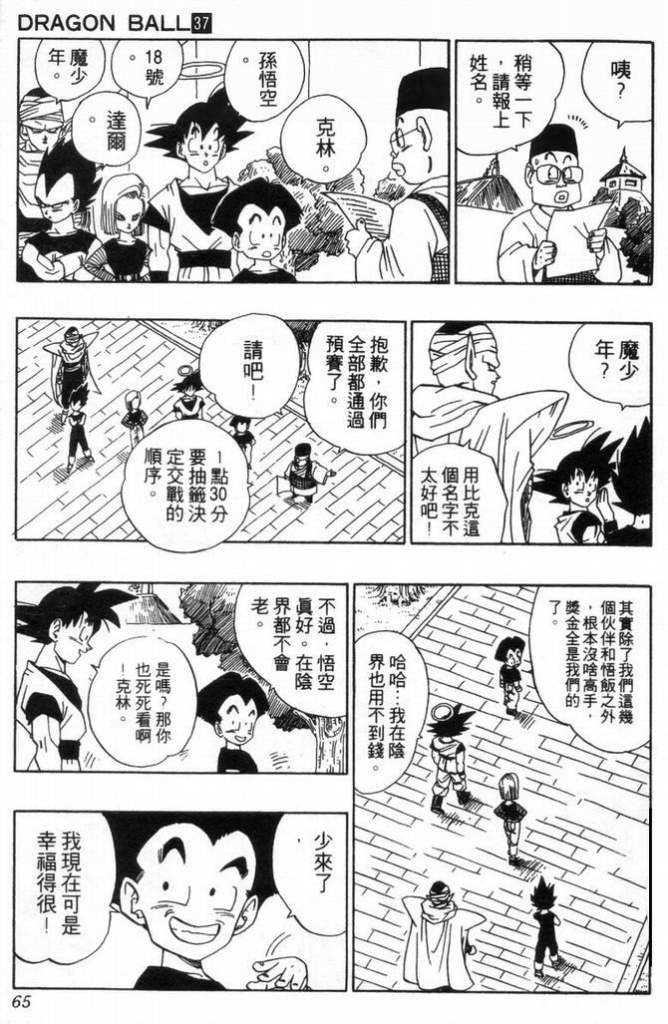 DRAGON BALL 37
咦?
稍等一下
，請報上
姓名。
克林。
孫悟空
。
18號
。
達爾
。
魔少
年。
魔少
年?
用比克這
個名字不
太好吧!
抱歉，你們
全部都通過
預賽了。
請吧!
1點30分
要抽籤決
定交戰的
順序。
其實除了我們這幾
個伙伴和悟飯之外
，根本沒啥高手，
獎金全是我們的
了。
哈哈…我在陰
界也用不到錢
。
不過，悟空
眞好。在陰
界都不會
老。
是嗎?那你
也死死看啊
!克林。
少來了
．
我現在可是
幸福得很!
65